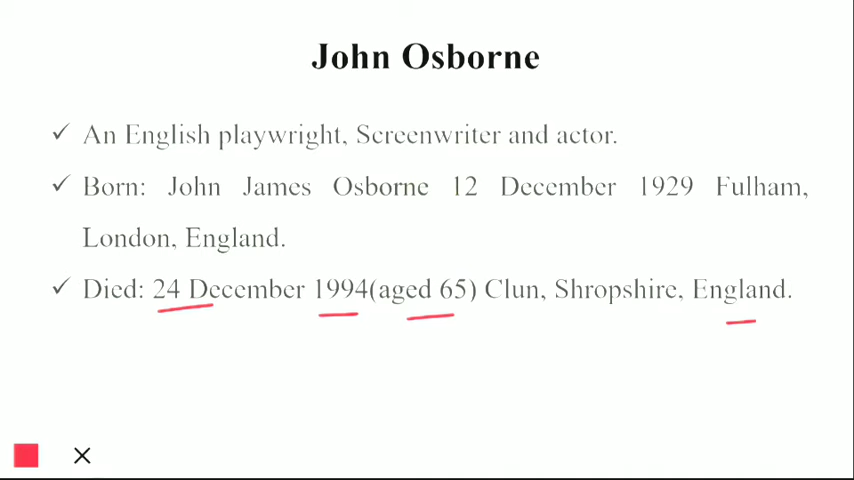 John Osborne
✓ An English playwright, Screenwriter and actor.
✓ Born: John James Osborne 12 December 1929 Fulham,
London, England.
✓ Died: 24 December 1994(aged 65) Clun, Shropshire, England.